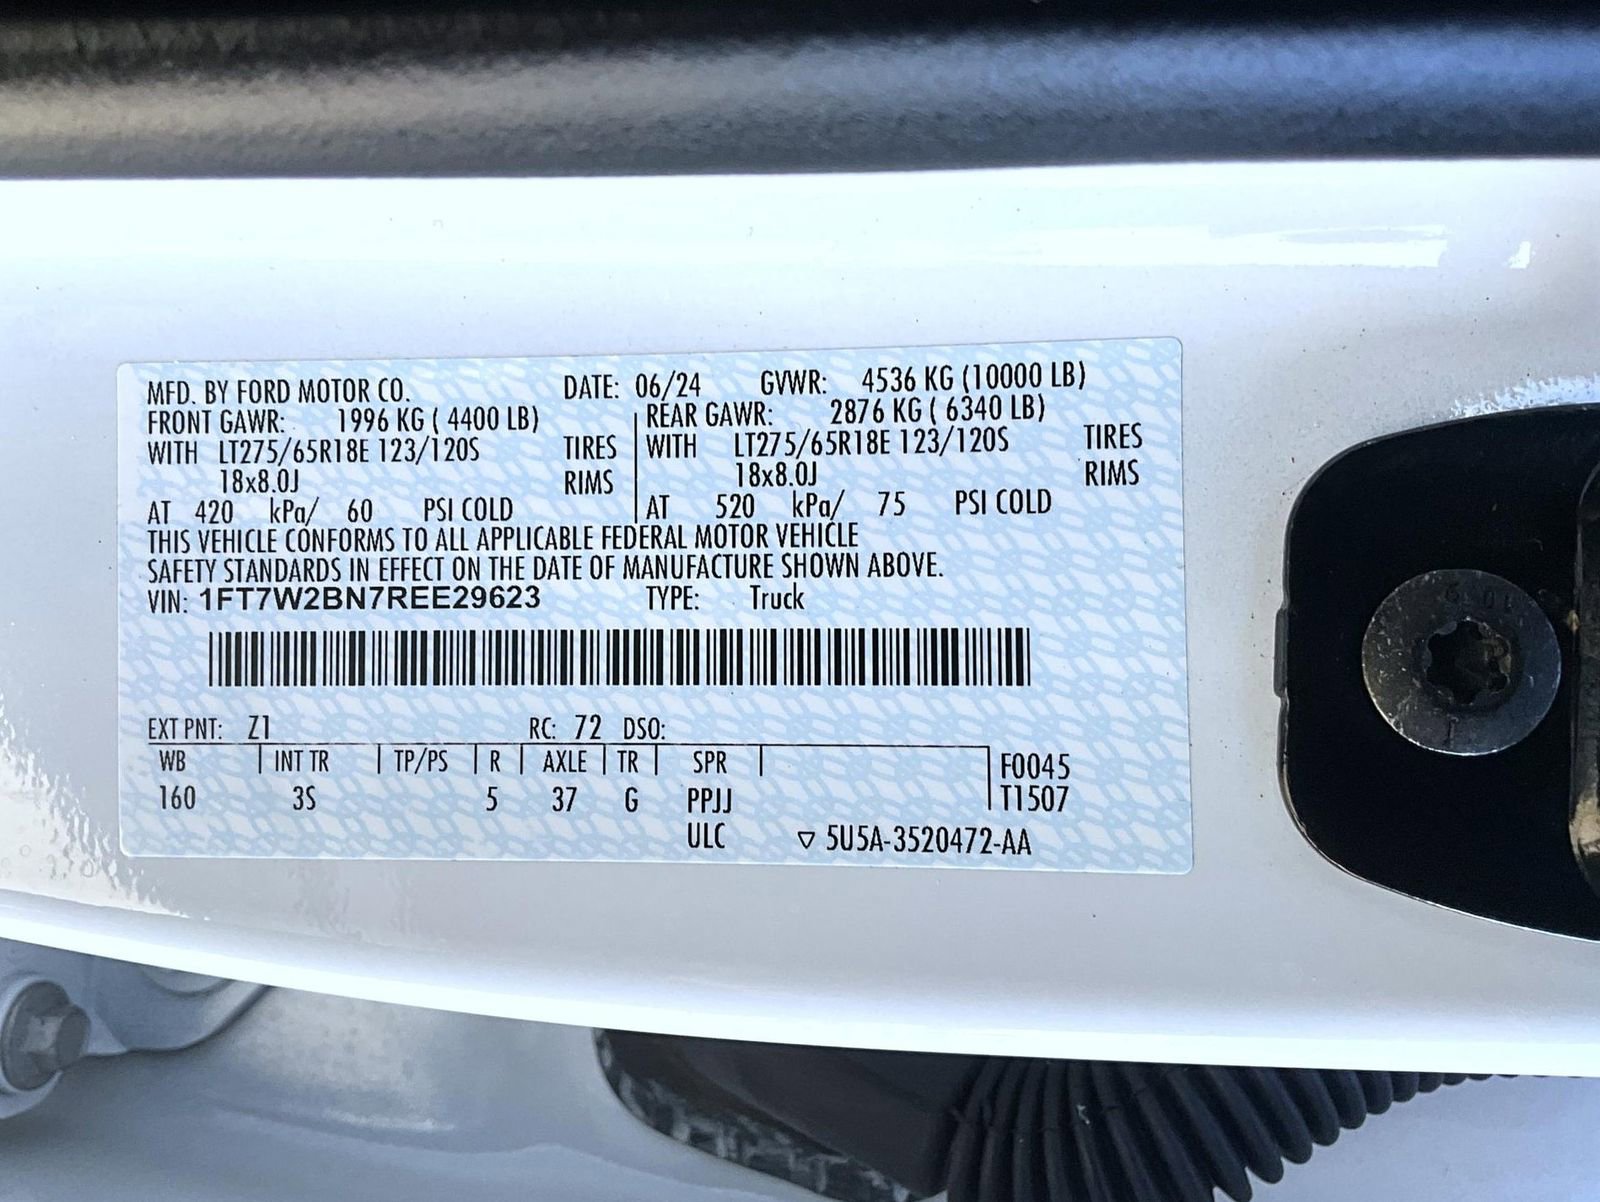 MFD. BY FORD MOTOR CO. DATE: 06/24 GVWR: 4536 KG (10000 LB)
FRONT GAWR: 1996 KG ( 4400 LB) REAR GAWR: 2876 KG ( 6340 LB)
WITH LT275/65R18E 123/120S TIRES WITH LT275/65R18E 123/120S TIRES
18x8.0J RIMS 18x8.0J RIMS
AT 420 kPa/ 60 PSI COLD AT 520 kPa/ 75 PSI COLD
THIS VEHICLE CONFORMS TO ALL APPLICABLE FEDERAL MOTOR VEHICLE
SAFETY STANDARDS IN EFFECT ON THE DATE OF MANUFACTURE SHOWN ABOVE.
VIN: 1FT7W2BN7REE29623 TYPE: Truck
EXT PNT: Z1 RC: 72 DSO:
WB INT TR TP/PS R AXLE TR SPR F0045
160 3S 5 37 G PPJJ T1507
ULC ▽ 5U5A-3520472-AA